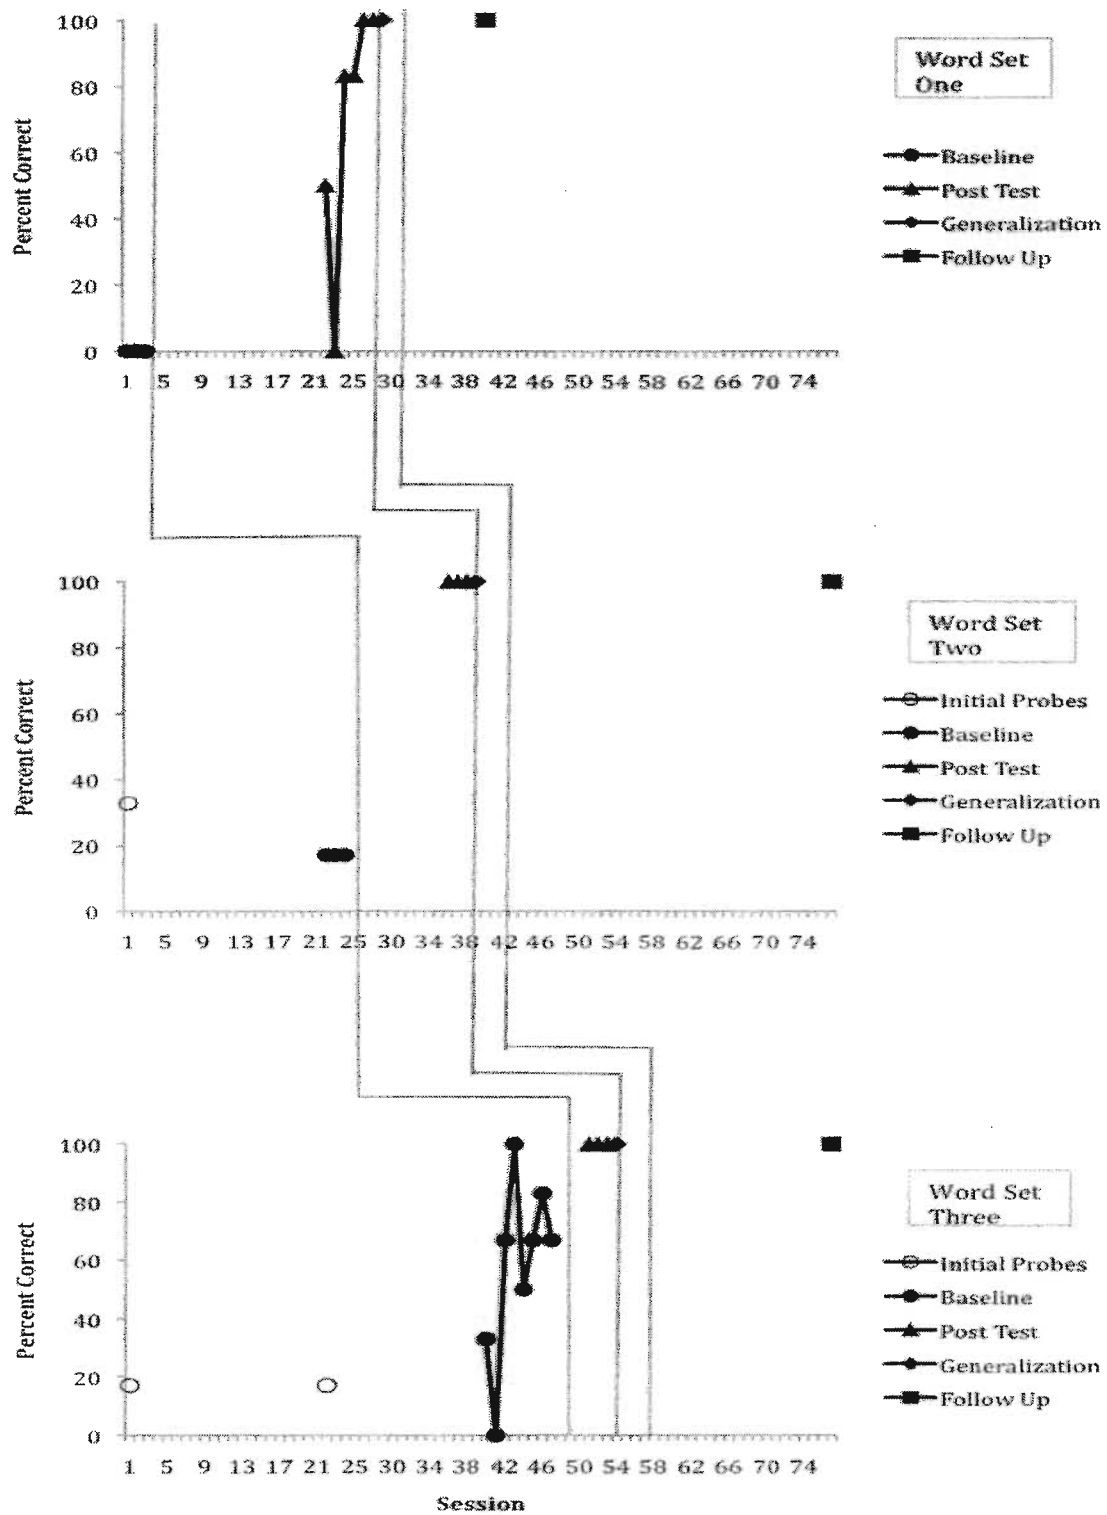 Percent Correct
100
80
60
40
20
0
1 5 9 13 17 21 25 30 34 38 42 46 50 54 58 62 66 70 74
Word Set
One
Baseline
Post Test
Generalization
Follow Up
Percent Correct
100
80
60
40
20
0
1 5 9 13 17 21 25 30 34 38 42 46 50 54 58 62 66 70 74
Word Set
Two
Initial Probes
Baseline
Post Test
Generalization
Follow Up
Percent Correct
100
80
60
40
20
0
1 5 9 13 17 21 25 30 34 38 42 46 50 54 58 62 66 70 74
Session
Word Set
Three
Initial Probes
Baseline
Post Test
Generalization
Follow Up